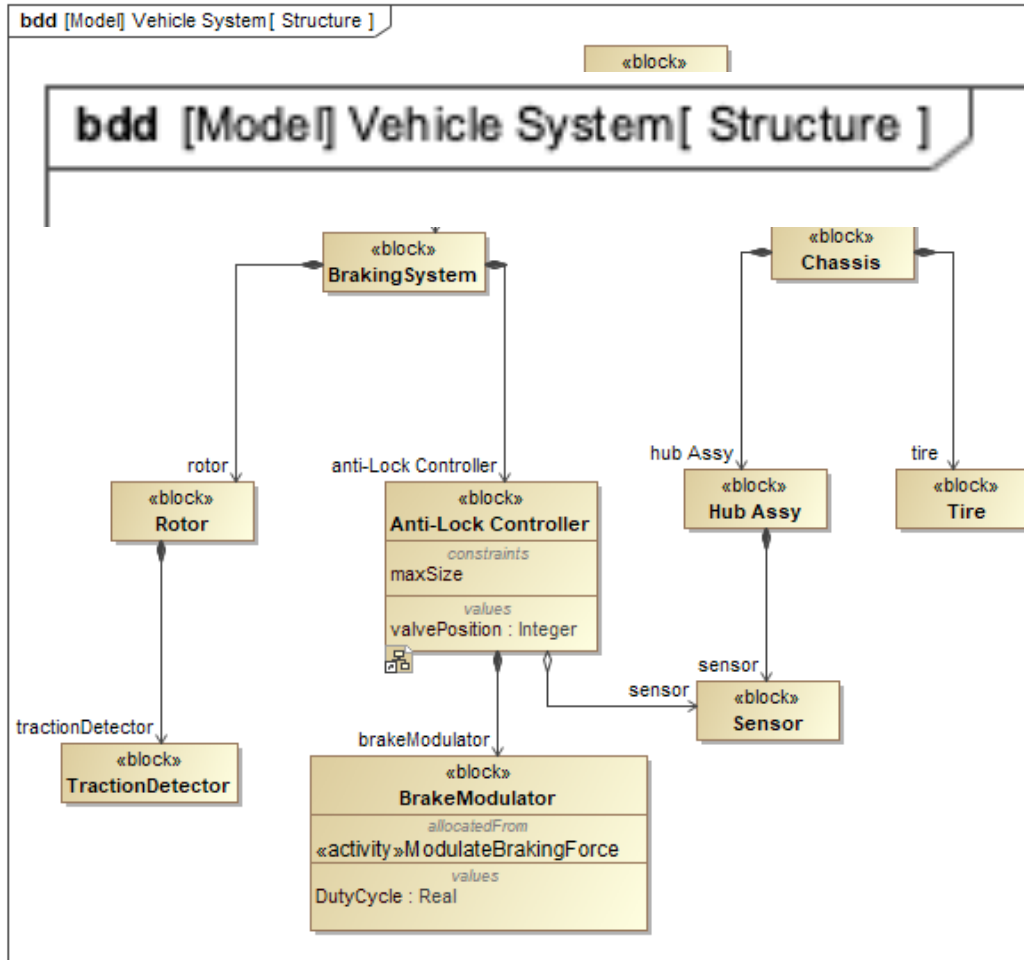 bdd [Model] Vehicle System[ Structure ]
«block»
bdd [Model] Vehicle System[ Structure ]
«block»
BrakingSystem
«block»
Chassis
rotor
anti-Lock Controller
hub Assy
tire
«block»
Rotor
«block»
Anti-Lock Controller
constraints
maxSize
values
valvePosition : Integer
«block»
Hub Assy
«block»
Tire
tractionDetector
brakeModulator
sensor
sensor
«block»
TractionDetector
«block»
Sensor
«block»
BrakeModulator
allocatedFrom
«activity»ModulateBrakingForce
values
DutyCycle : Real